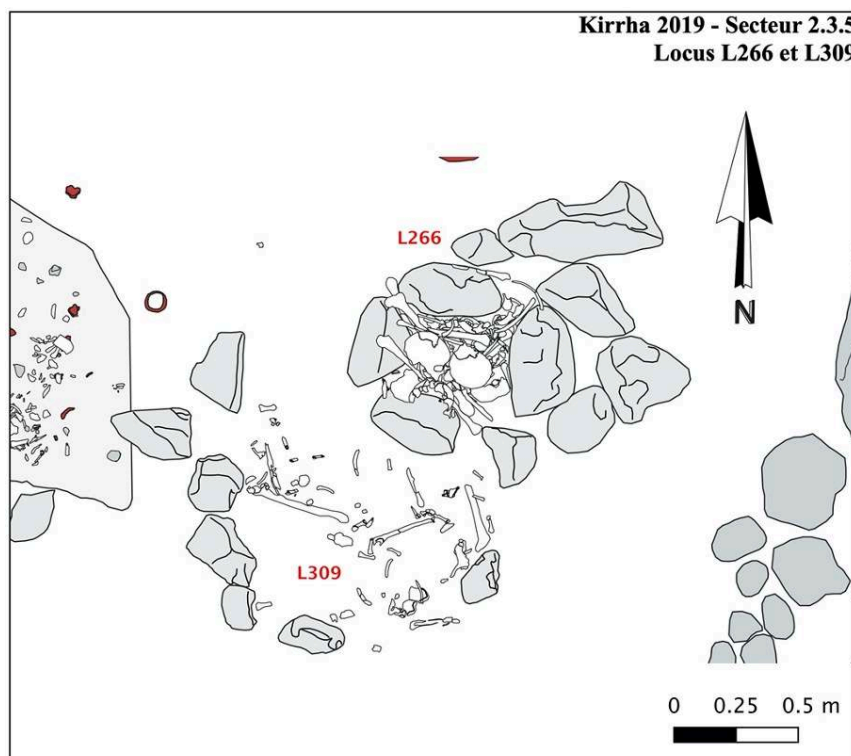 Kirrha 2019 - Secteur 2.3.5
Locus L266 et L309
L266
N
L309
0 0.25 0.5 m